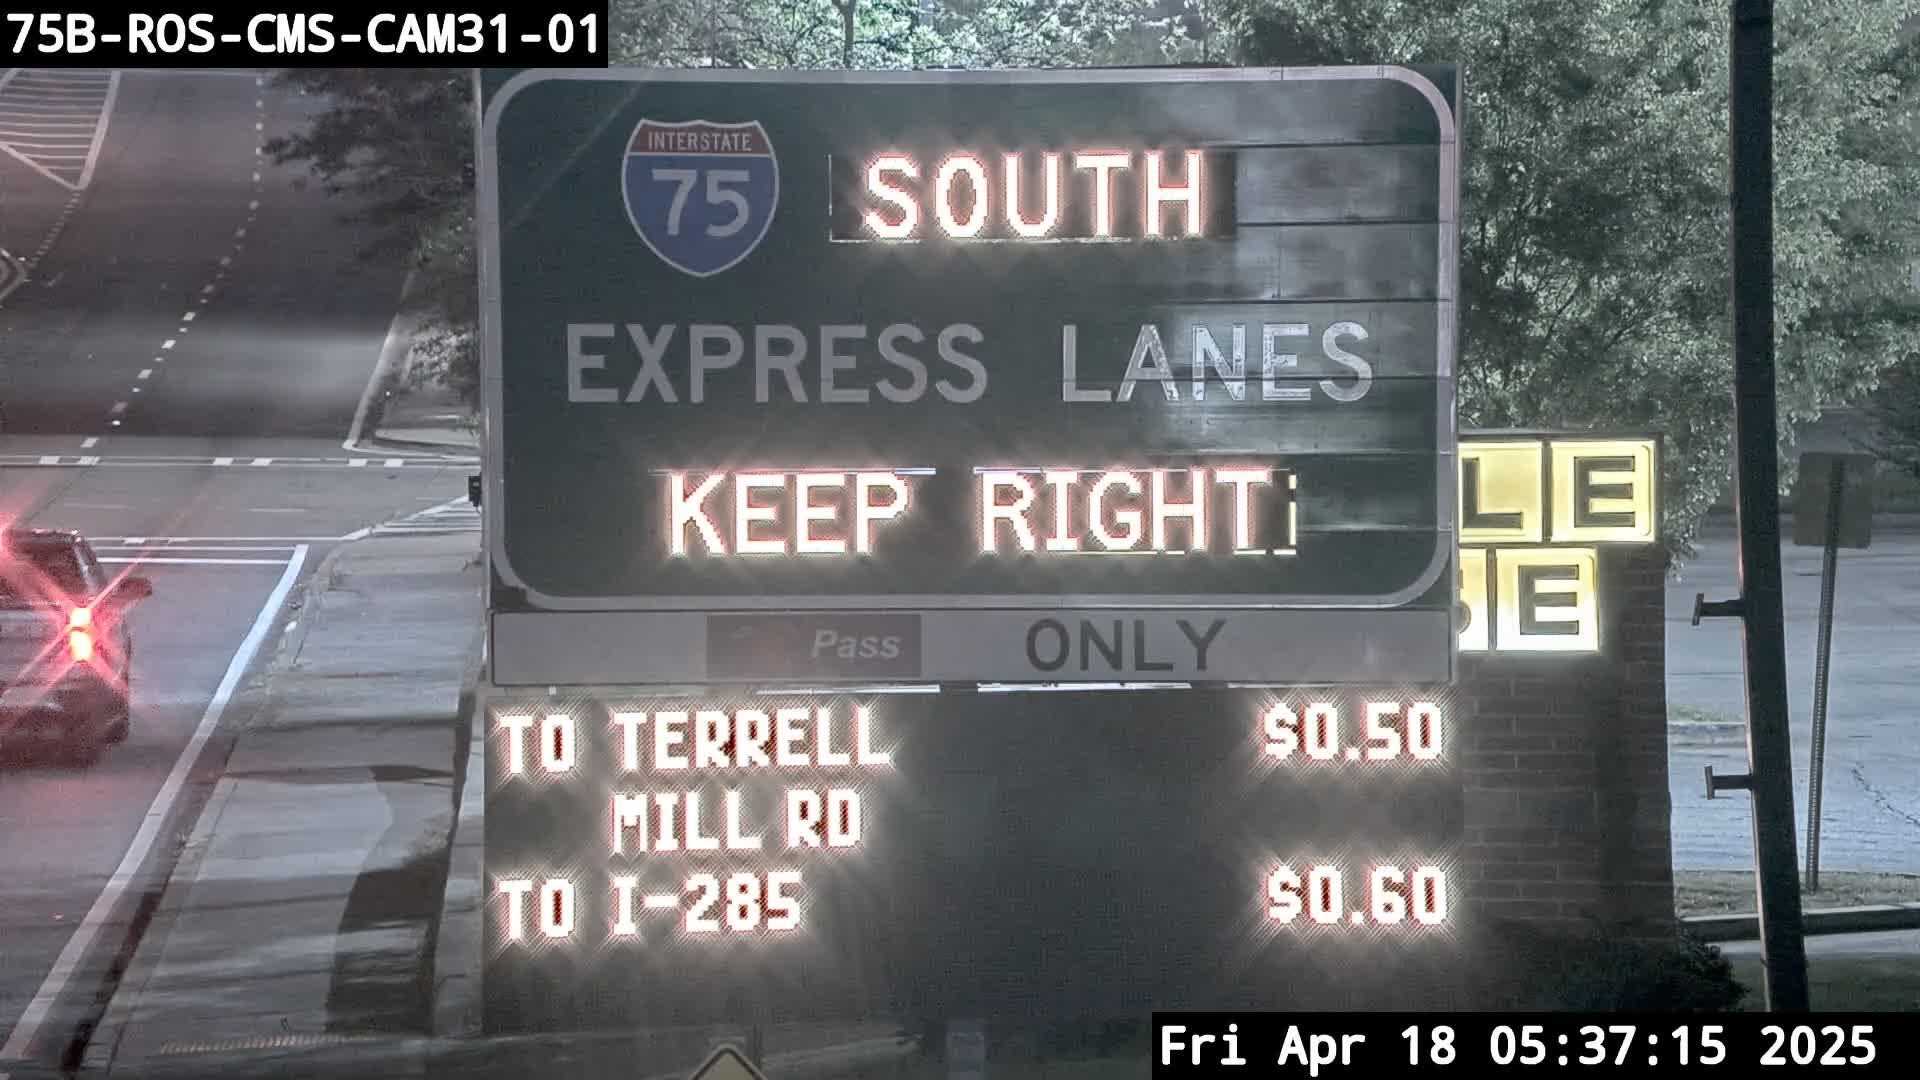 75B-ROS-CMS-CAM31-01
INTERSTATE
75
SOUTH
EXPRESS LANES
KEEP RIGHT
Pass ONLY
TO TERRELL $0.50
MILL RD
TO I-285 $0.60
LE
E
Fri Apr 18 05:37:15 2025